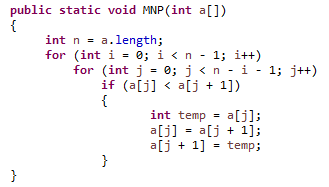 public static void MNP(int a[])
{
    int n = a.length;
    for (int i = 0; i < n - 1; i++)
        for (int j = 0; j < n - i - 1; j++)
            if (a[j] < a[j + 1])
            {
                int temp = a[j];
                a[j] = a[j + 1];
                a[j + 1] = temp;
            }
}